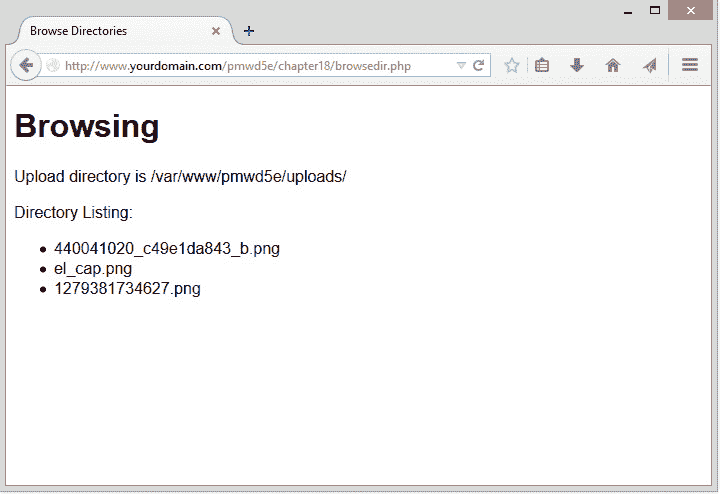 Browse Directories
http://www.yourdomain.com/pmwd5e/chapter18/browsedir.php
Browsing
Upload directory is /var/www/pmwd5e/uploads/
Directory Listing:
440041020_c49e1da843_b.png
el_cap.png
1279381734627.png